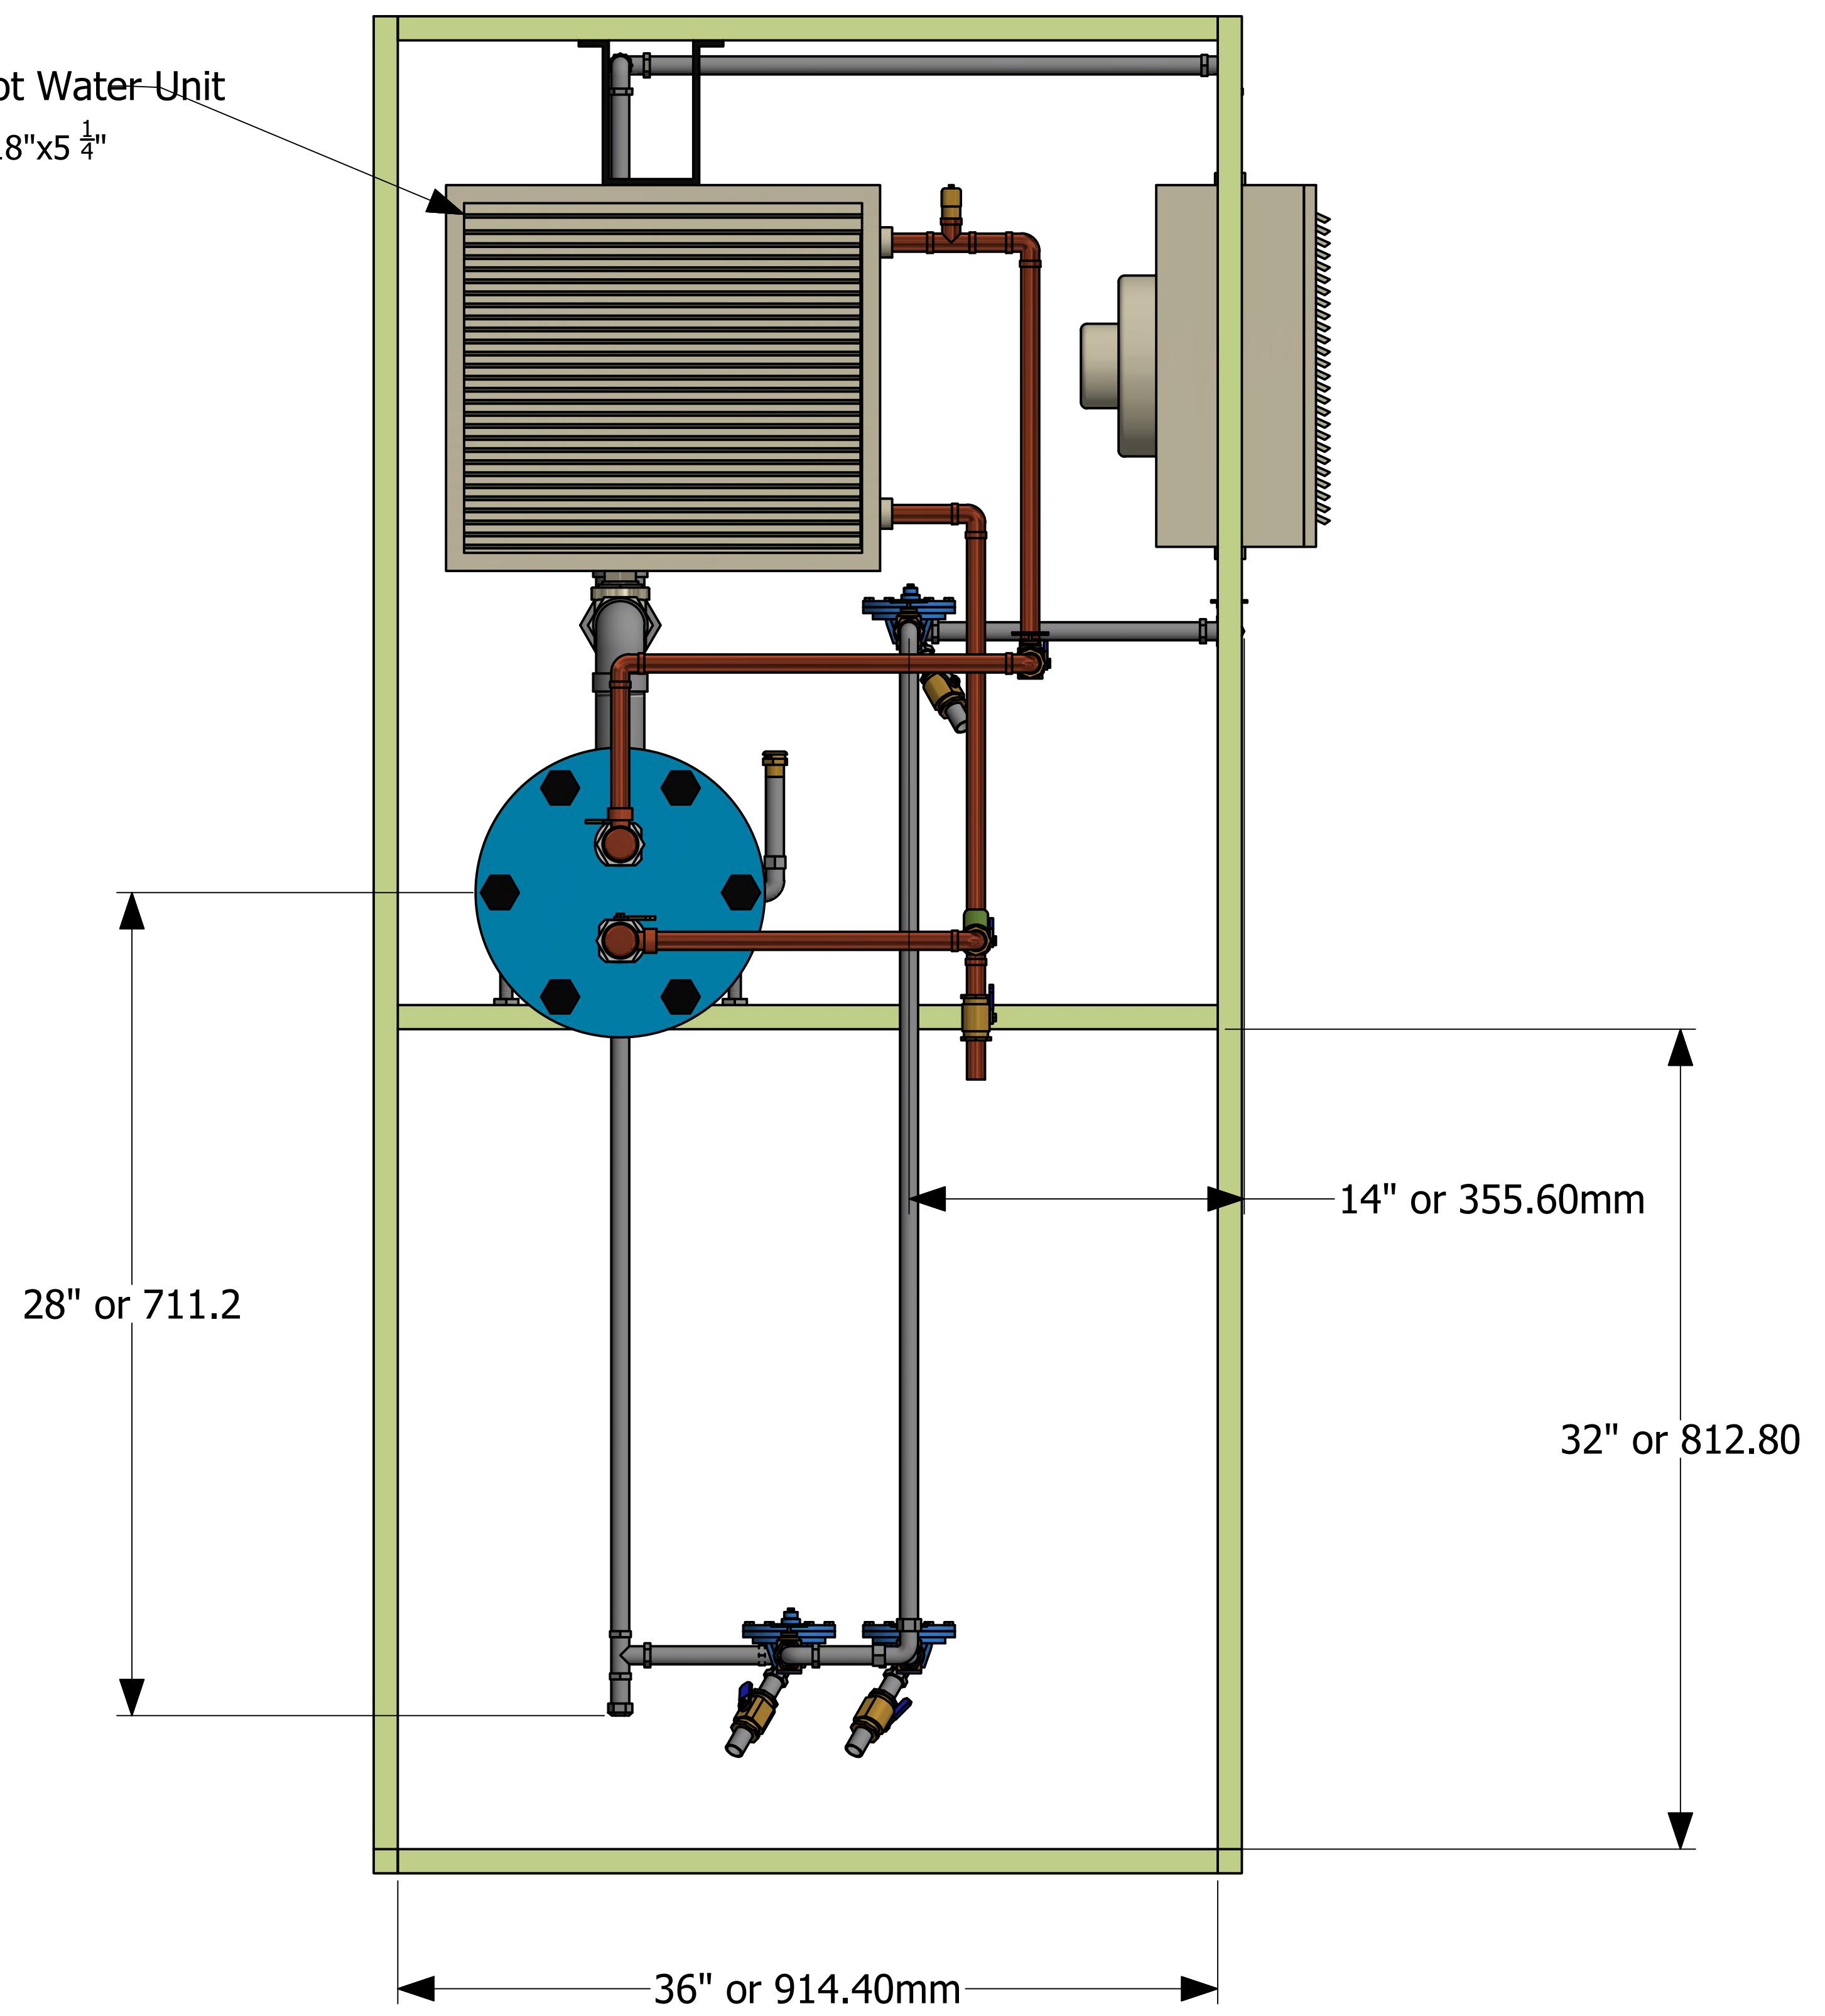 ot Water Unit
8"x5 1/4"
14" or 355.60mm
28" or 711.2
32" or 812.80
36" or 914.40mm